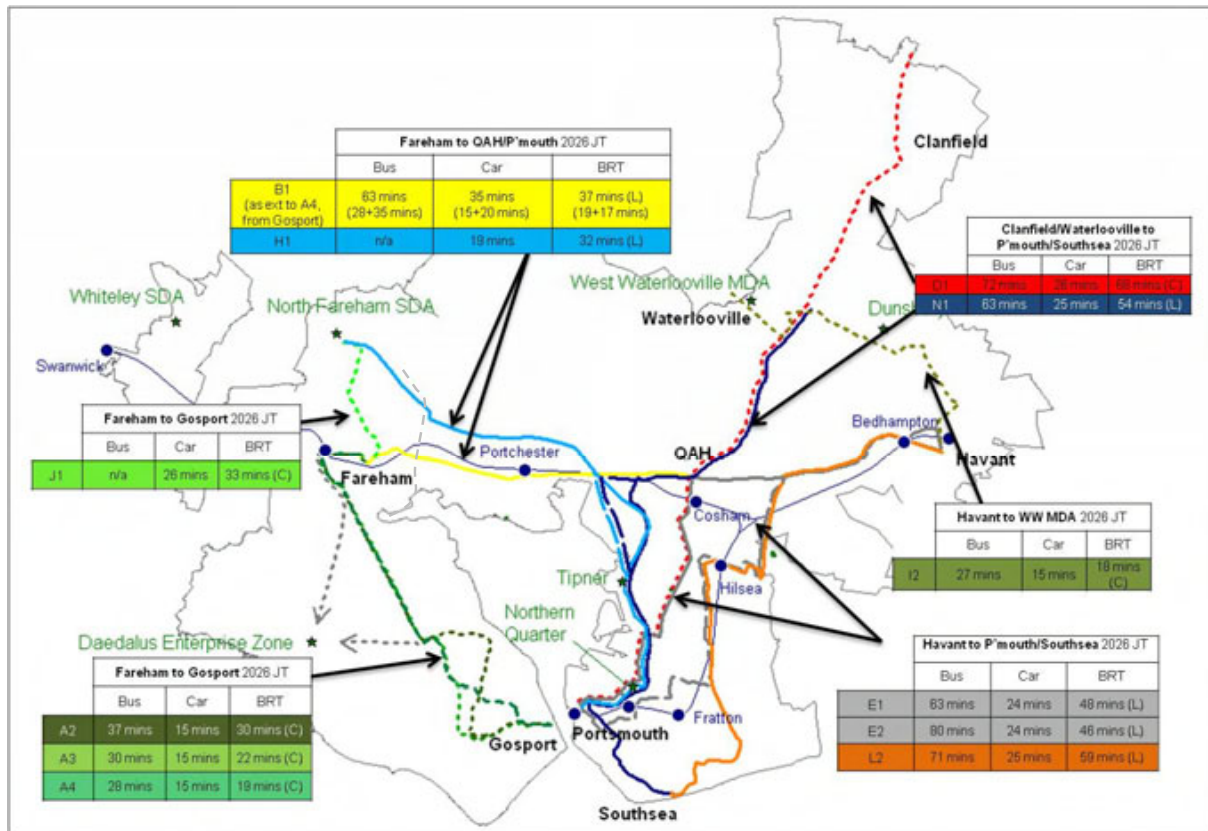 Clanfield
Fareham to QAH/P'mouth 2026 JT
Bus Car BRT
B1
(as ext to A4,
from Gosport)
63 mins
(28+35 mins)
35 mins
(15+20 mins)
37 mins (L)
(19+17 mins)
H1 n/a 19 mins 32 mins (L)
Clanfield/Waterlooville to
P'mouth/Southsea 2026 JT
Bus Car BRT
D1 72 mins 26 mins 68 mins (C)
N1 63 mins 25 mins 54 mins (L)
Whiteley SDA
North Fareham SDA
West Waterlooville MDA
Waterlooville
Swanwick
Fareham to Gosport 2026 JT
Bus Car BRT
J1 n/a 26 mins 33 mins (C)
Fareham
Portchester
QAH
Bedhampton
Havant
Cosham
Hilsea
Tipner
Northern
Quarter
Havant to WW MDA 2026 JT
Bus Car BRT
I2 27 mins 15 mins 18 mins
(C)
Daedalus Enterprise Zone
Fareham to Gosport 2026 JT
Bus Car BRT
A2 37 mins 15 mins 30 mins (C)
A3 30 mins 15 mins 22 mins (C)
A4 28 mins 15 mins 19 mins (C)
Gosport
Portsmouth
Fratton
Southsea
Havant to P'mouth/Southsea 2026 JT
Bus Car BRT
E1 63 mins 24 mins 48 mins (L)
E2 80 mins 24 mins 46 mins (L)
L2 71 mins 25 mins 59 mins (L)